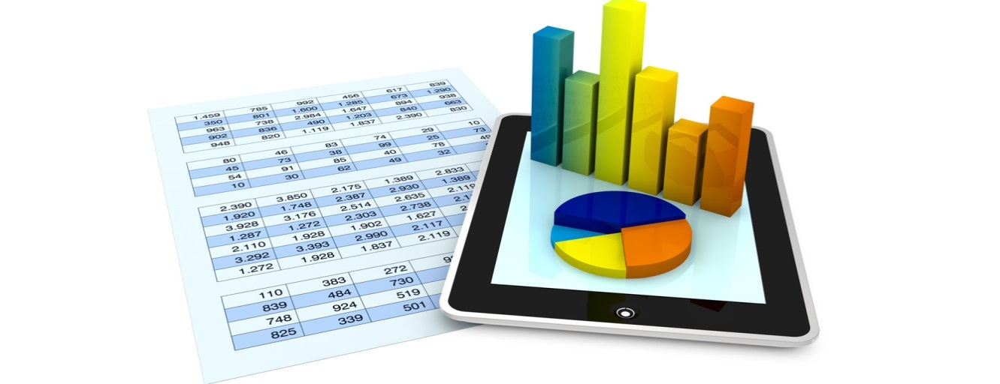 1.459 785 992 456 617 839
350 801 1.600 1.285 673 1.290
963 738 2.984 1.647 894 938
902 836 490 1.203 840 663
948 820 1.119 1.837 2.390 830
80 46 83 74 29 10
45 73 38 99 25 73
54 91 85 40 78
10 30 62 49 32
2.390 3.850 2.175 1.389 2.833
1.920 1.748 2.387 2.930 1.389
3.928 3.176 2.514 2.635
1.287 1.272 2.303 2.738
2.110 1.928 1.902 1.627
3.292 3.393 2.990 2.117
1.272 1.928 1.837 2.119
110 383 272
839 484 730
748 924 519
825 339 501